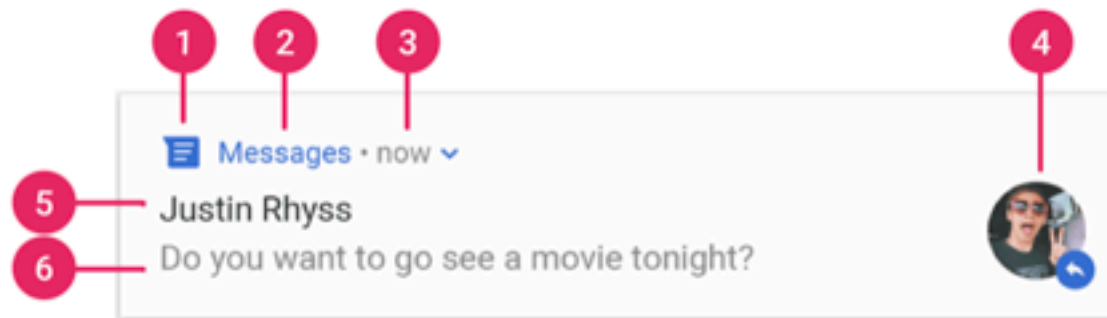 1 2 3 4
Messages • now
5 Justin Rhyss
6 Do you want to go see a movie tonight?